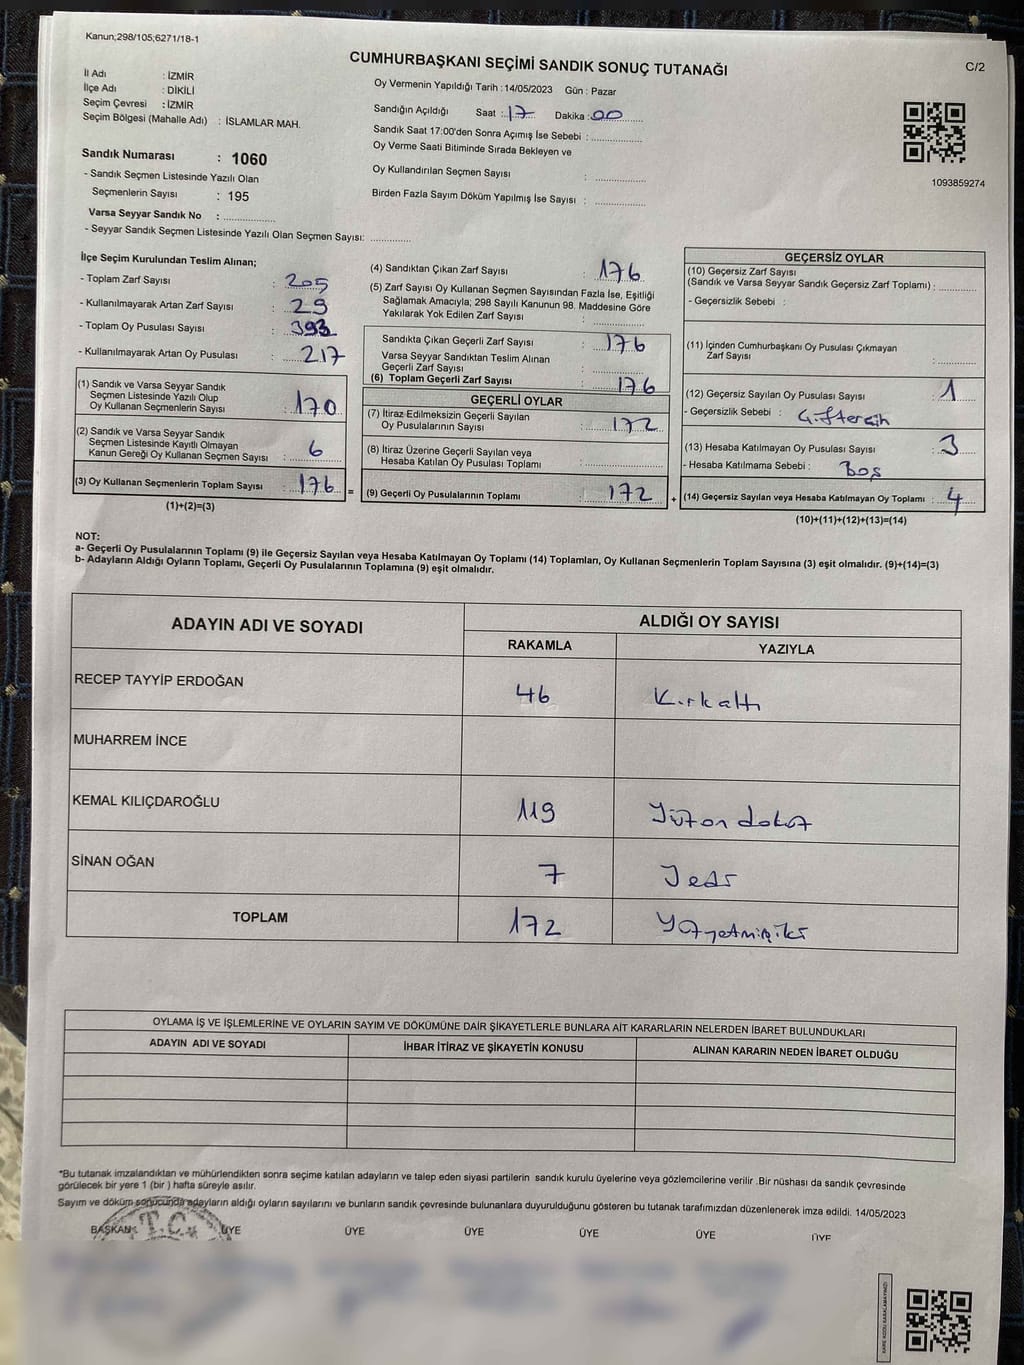 Kanun;298/105;6271/18-1
CUMHURBAŞKANI SEÇİMİ SANDIK SONUÇ TUTANAĞI
C/2
İl Adı : İZMİR
İlçe Adı : DİKİLİ
Seçim Çevresi : İZMİR
Seçim Bölgesi (Mahalle Adı) : İSLAMLAR MAH.
Sandık Numarası : 1060
- Sandık Seçmen Listesinde Yazılı Olan
Seçmenlerin Sayısı : 195
Varsa Seyyar Sandık No :
- Seyyar Sandık Seçmen Listesinde Yazılı Olan Seçmen Sayısı:
Oy Vermenin Yapıldığı Tarih : 14/05/2023 Gün : Pazar
Sandığın Açıldığı Saat : 17 Dakika : 00
Sandık Saat 17:00'den Sonra Açımış İse Sebebi :
Oy Verme Saati Bitiminde Sırada Bekleyen ve
Oy Kullandırılan Seçmen Sayısı :
Birden Fazla Sayım Döküm Yapılmış İse Sayısı :
1093859274
İlçe Seçim Kurulundan Teslim Alınan;
- Toplam Zarf Sayısı : 205
- Kullanılmayarak Artan Zarf Sayısı : 29
- Toplam Oy Pusulası Sayısı : 393
- Kullanılmayarak Artan Oy Pusulası : 217
(1) Sandık ve Varsa Seyyar Sandık
Seçmen Listesinde Yazılı Olup
Oy Kullanan Seçmenlerin Sayısı : 170
(2) Sandık ve Varsa Seyyar Sandık
Seçmen Listesinde Kayıtlı Olmayan
Kanun Gereği Oy Kullanan Seçmen Sayısı : 6
(3) Oy Kullanan Seçmenlerin Toplam Sayısı : 176
(1)+(2)=(3)
=
(4) Sandıktan Çıkan Zarf Sayısı : 176
(5) Zarf Sayısı Oy Kullanan Seçmen Sayısından Fazla İse, Eşitliği
Sağlamak Amacıyla; 298 Sayılı Kanunun 98. Maddesine Göre
Yakılarak Yok Edilen Zarf Sayısı :
Sandıkta Çıkan Geçerli Zarf Sayısı : 176
Varsa Seyyar Sandıktan Teslim Alınan
Geçerli Zarf Sayısı :
(6) Toplam Geçerli Zarf Sayısı : 176
GEÇERLİ OYLAR
(7) İtiraz Edilmeksizin Geçerli Sayılan
Oy Pusulalarının Sayısı : 172
(8) İtiraz Üzerine Geçerli Sayılan veya
Hesaba Katılan Oy Pusulası Toplamı :
(9) Geçerli Oy Pusulalarının Toplamı : 172
+
GEÇERSİZ OYLAR
(10) Geçersiz Zarf Sayısı
(Sandık ve Varsa Seyyar Sandık Geçersiz Zarf Toplamı) :
- Geçersizlik Sebebi :
(11) İçinden Cumhurbaşkanı Oy Pusulası Çıkmayan
Zarf Sayısı :
(12) Geçersiz Sayılan Oy Pusulası Sayısı : 1
- Geçersizlik Sebebi :
(13) Hesaba Katılmayan Oy Pusulası Sayısı : 3
- Hesaba Katılmama Sebebi : Boş
(14) Geçersiz Sayılan veya Hesaba Katılmayan Oy Toplamı : 4
(10)+(11)+(12)+(13)=(14)
NOT:
a- Geçerli Oy Pusulalarının Toplamı (9) ile Geçersiz Sayılan veya Hesaba Katılmayan Oy Toplamı (14) Toplamları, Oy Kullanan Seçmenlerin Toplam Sayısına (3) eşit olmalıdır. (9)+(14)=(3)
b- Adayların Aldığı Oyların Toplamı, Geçerli Oy Pusulalarının Toplamına (9) eşit olmalıdır.
ADAYIN ADI VE SOYADI
ALDIĞI OY SAYISI
RAKAMLA YAZIYLA
RECEP TAYYİP ERDOĞAN 46 Kırkaltı
MUHARREM İNCE
KEMAL KILIÇDAROĞLU 119 Yüzon dokuz
SİNAN OĞAN 7 Yedi
TOPLAM 172 Yüzyetmişiki
OYLAMA İŞ VE İŞLEMLERİNE VE OYLARIN SAYIM VE DÖKÜMÜNE DAİR ŞİKAYETLERLE BUNLARA AİT KARARLARIN NELERDEN İBARET BULUNDUKLARI
ADAYIN ADI VE SOYADI İHBAR İTİRAZ VE ŞİKAYETİN KONUSU ALINAN KARARIN NEDEN İBARET OLDUĞU
*Bu tutanak imzalandıktan ve mühürlendikten sonra seçime katılan adayların ve talep eden siyasi partilerin sandık kurulu üyelerine veya gözlemcilerine verilir .Bir nüshası da sandık çevresinde
görülecek bir yere 1 (bir ) hafta süreyle asılır.
Sayım ve döküm sonucunda adayların aldığı oyların sayılarını ve bunların sandık çevresinde bulunanlara duyurulduğunu gösteren bu tutanak tarafımızdan düzenlenerek imza edildi. 14/05/2023
BAŞKAN ÜYE ÜYE ÜYE ÜYE ÜYE ÜYE
T.C.